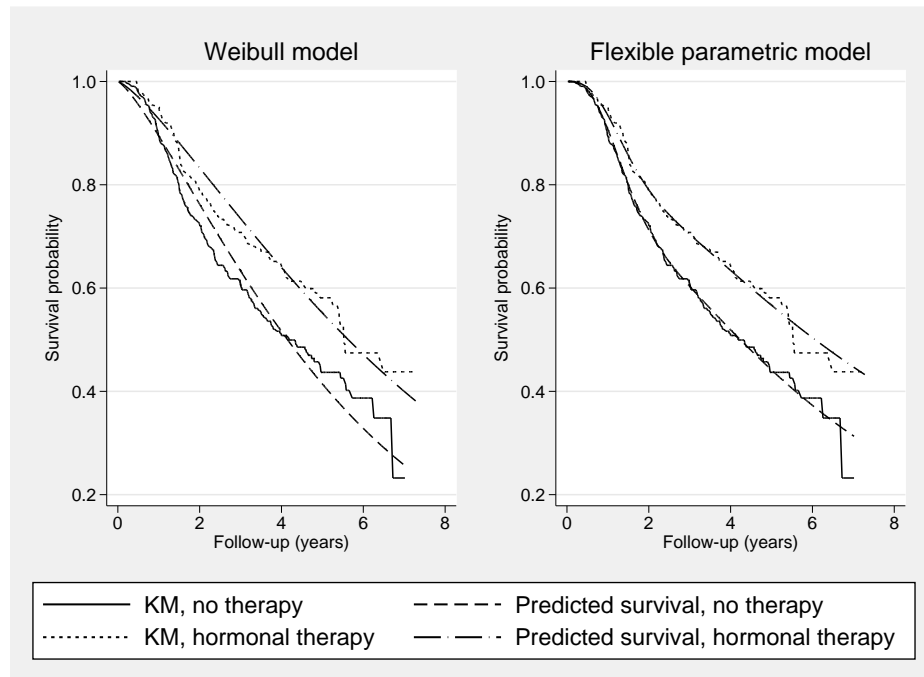 Weibull model
Flexible parametric model
1.0
0.8
0.6
0.4
0.2
Survival probability
0 2 4 6 8
Follow-up (years)
1.0
0.8
0.6
0.4
0.2
Survival probability
0 2 4 6 8
Follow-up (years)
KM, no therapy
Predicted survival, no therapy
KM, hormonal therapy
Predicted survival, hormonal therapy